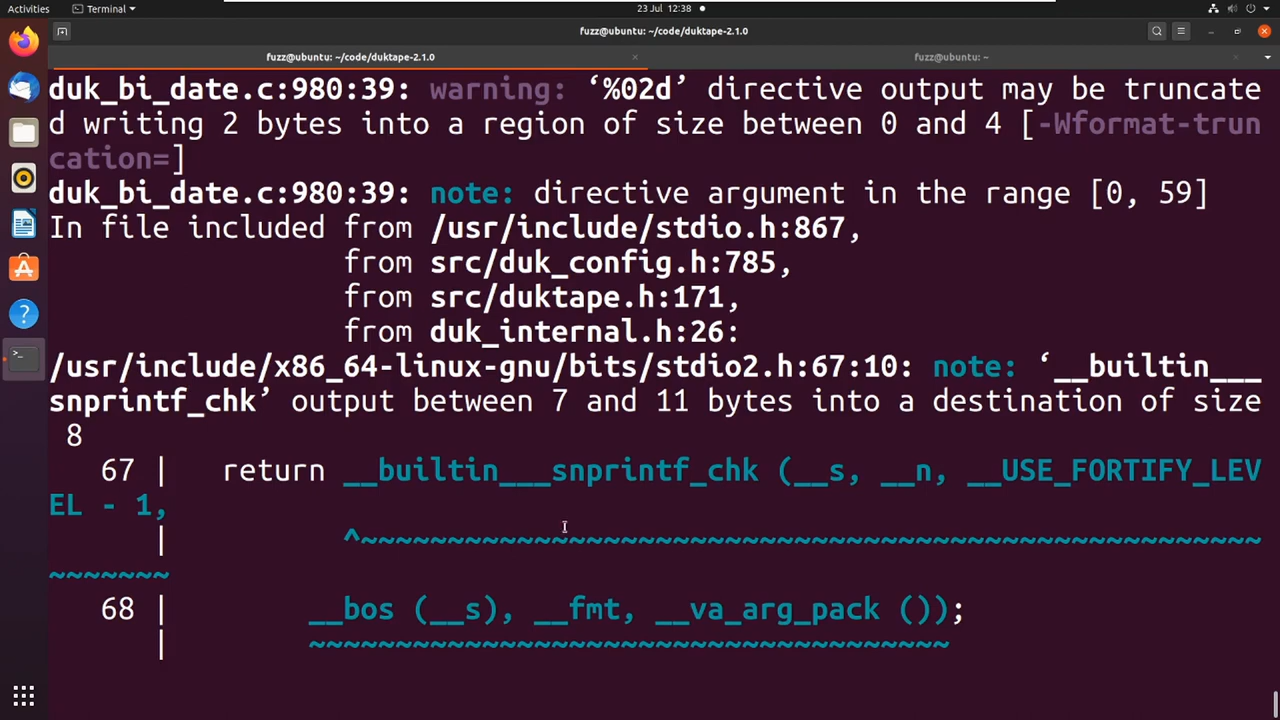 Activities
Terminal
23 Jul 12:38
fuzz@ubuntu: ~/code/duktape-2.1.0
fuzz@ubuntu: ~/code/duktape-2.1.0
fuzz@ubuntu: ~
duk_bi_date.c:980:39: warning: ‘%02d’ directive output may be truncate
d writing 2 bytes into a region of size between 0 and 4 [-Wformat-trun
cation=]
duk_bi_date.c:980:39: note: directive argument in the range [0, 59]
In file included from /usr/include/stdio.h:867,
from src/duk_config.h:785,
from src/duktape.h:171,
from duk_internal.h:26:
/usr/include/x86_64-linux-gnu/bits/stdio2.h:67:10: note: ‘__builtin___
snprintf_chk’ output between 7 and 11 bytes into a destination of size
8
67 | return __builtin___snprintf_chk (__s, __n, __USE_FORTIFY_LEV
EL - 1,
| ^~~~~~~~~~~~~~~~~~~~~~~~~~~~~~~~~~~~~~~~~~~~~~~~~~~~~
~~~~~~~
68 | __bos (__s), __fmt, __va_arg_pack ());
| ~~~~~~~~~~~~~~~~~~~~~~~~~~~~~~~~~~~~~